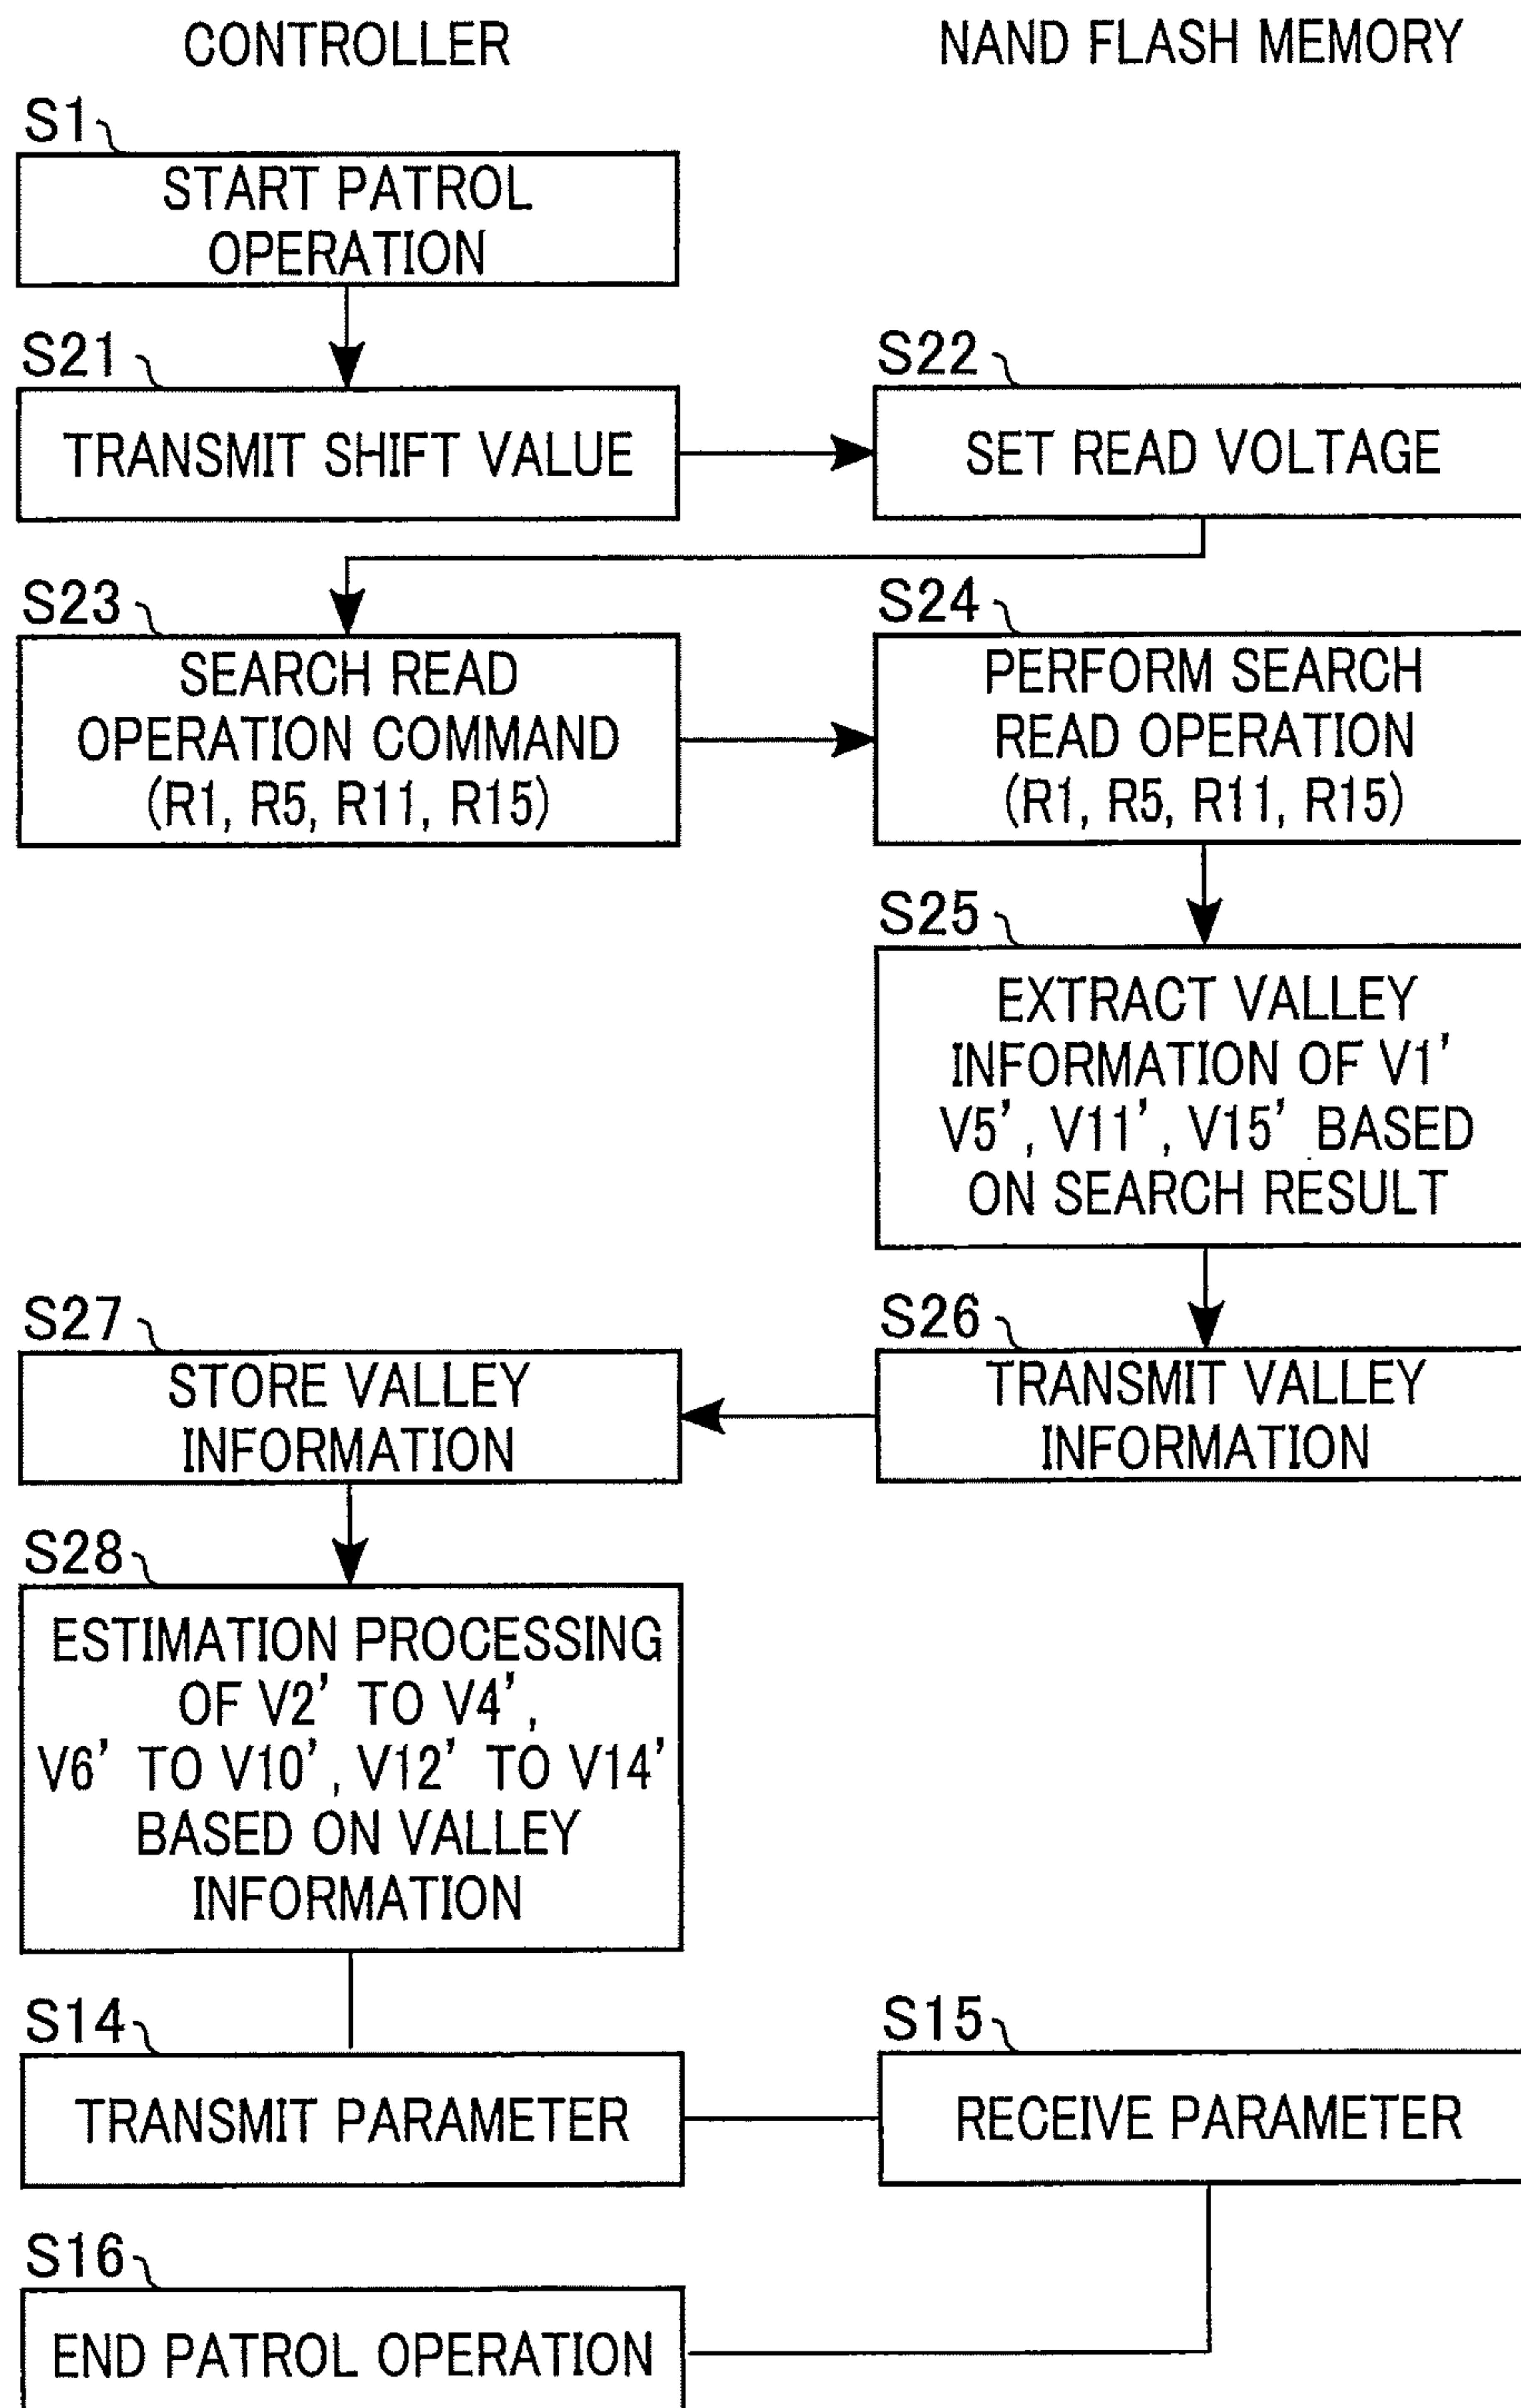 CONTROLLER
NAND FLASH MEMORY
S1
START PATROL
OPERATION
S21
TRANSMIT SHIFT VALUE
S22
SET READ VOLTAGE
S23
SEARCH READ
OPERATION COMMAND
(R1, R5, R11, R15)
S24
PERFORM SEARCH
READ OPERATION
(R1, R5, R11, R15)
S25
EXTRACT VALLEY
INFORMATION OF V1'
V5', V11', V15' BASED
ON SEARCH RESULT
S26
TRANSMIT VALLEY
INFORMATION
S27
STORE VALLEY
INFORMATION
S28
ESTIMATION PROCESSING
OF V2' TO V4',
V6' TO V10', V12' TO V14'
BASED ON VALLEY
INFORMATION
S14
TRANSMIT PARAMETER
S15
RECEIVE PARAMETER
S16
END PATROL OPERATION